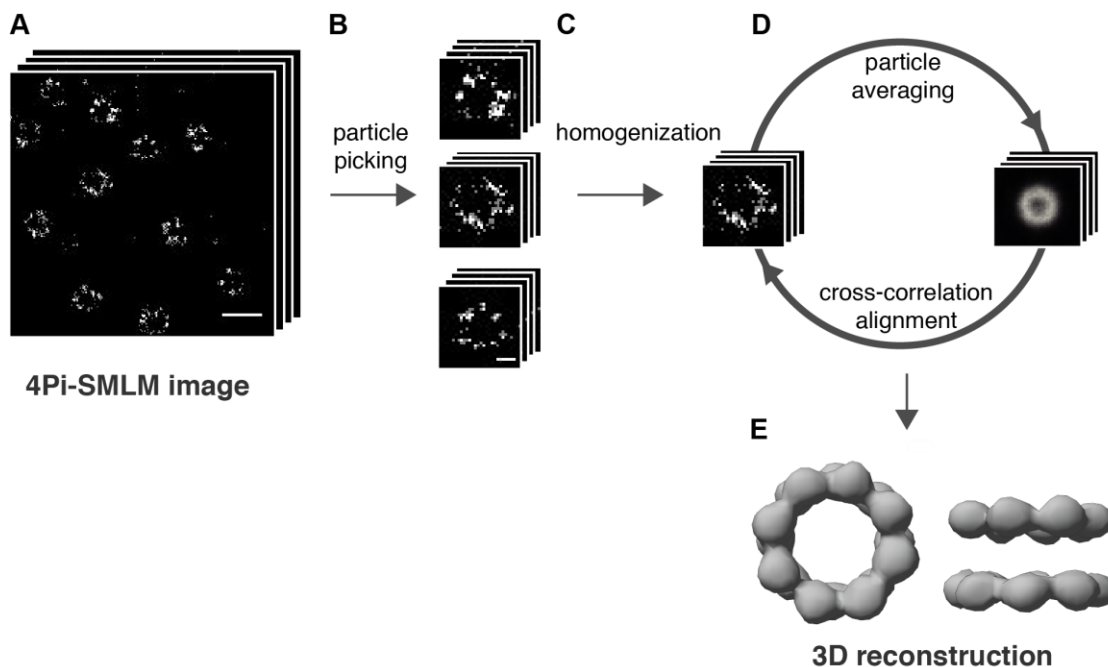 A
B
C
D
particle
picking
homogenization
particle
averaging
cross-correlation
alignment
4Pi-SMLM image
E
3D reconstruction